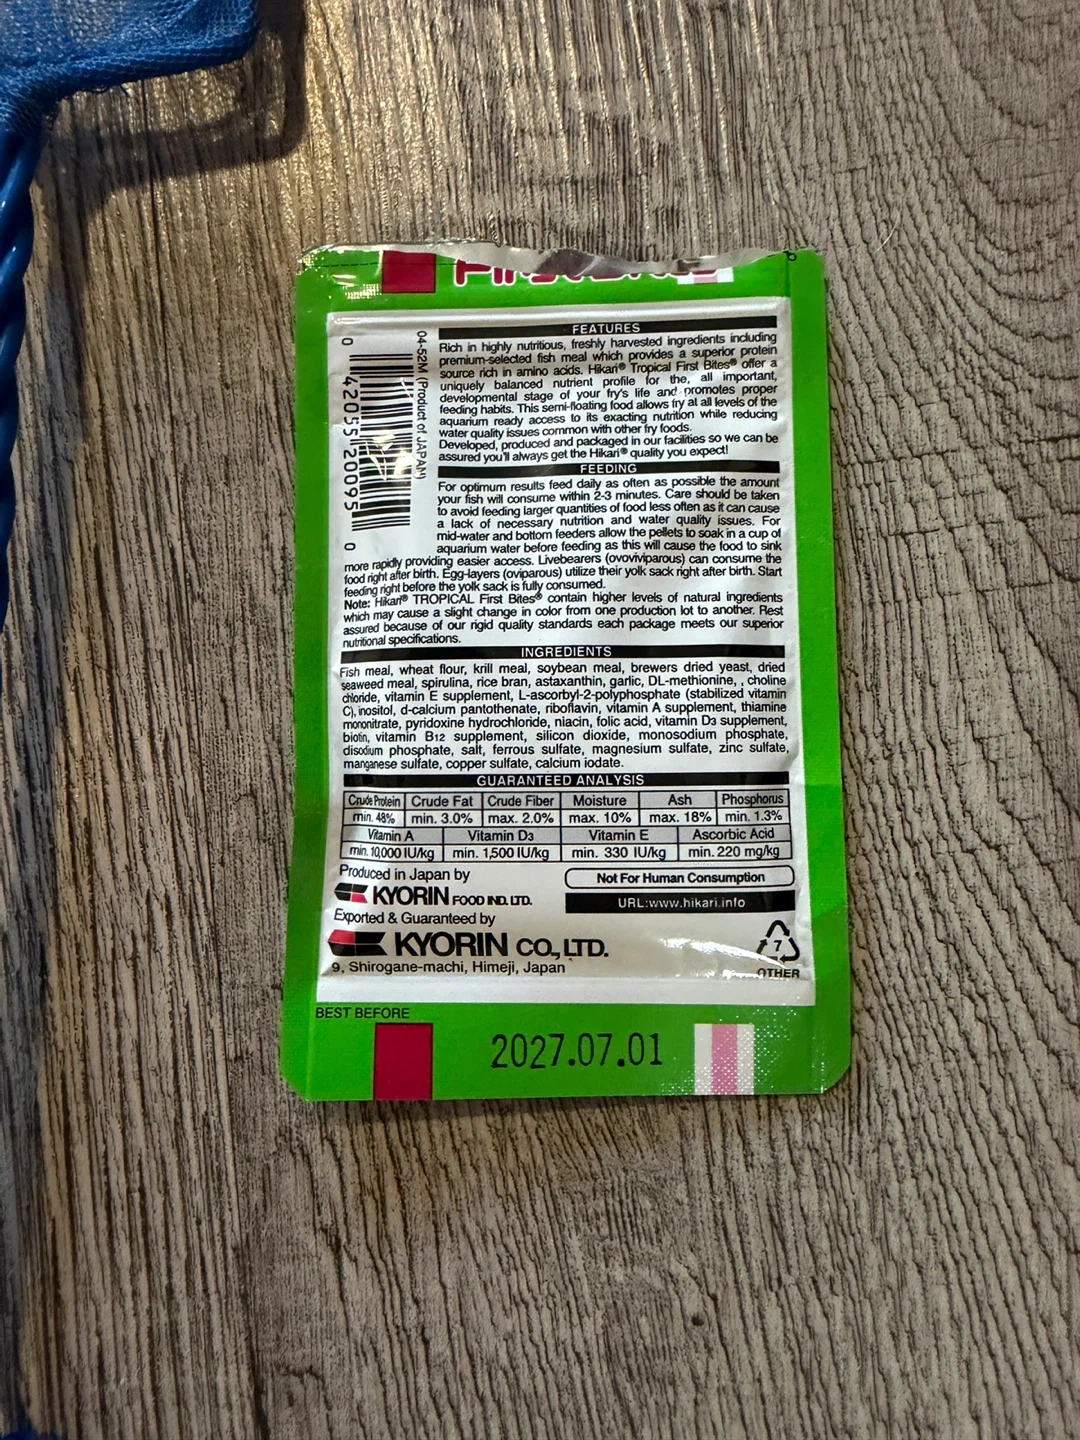 First Bites
FEATURES
Rich in highly nutritious, freshly harvested ingredients including
premium-selected fish meal which provides a superior protein
source rich in amino acids. Hikari® Tropical First Bites® offer a
uniquely balanced nutrient profile for the, all important,
developmental stage of your fry's life and promotes proper
feeding habits. This semi-floating food allows fry at all levels of the
aquarium ready access to its exacting nutrition while reducing
water quality issues common with other fry foods.
Developed, produced and packaged in our facilities so we can be
assured you'll always get the Hikari® quality you expect!
04-52M (Product of JAPAN)
0 42055 20095 0
FEEDING
For optimum results feed daily as often as possible the amount
your fish will consume within 2-3 minutes. Care should be taken
to avoid feeding larger quantities of food less often as it can cause
a lack of necessary nutrition and water quality issues. For
mid-water and bottom feeders allow the pellets to soak in a cup of
aquarium water before feeding as this will cause the food to sink
more rapidly providing easier access. Livebearers (ovoviviparous) can consume the
food right after birth. Egg-layers (oviparous) utilize their yolk sack right after birth. Start
feeding right before the yolk sack is fully consumed.
Note: Hikari® TROPICAL First Bites® contain higher levels of natural ingredients
which may cause a slight change in color from one production lot to another. Rest
assured because of our rigid quality standards each package meets our superior
nutritional specifications.
INGREDIENTS
Fish meal, wheat flour, krill meal, soybean meal, brewers dried yeast, dried
seaweed meal, spirulina, rice bran, astaxanthin, garlic, DL-methionine, , choline
chloride, vitamin E supplement, L-ascorbyl-2-polyphosphate (stabilized vitamin
C), inositol, d-calcium pantothenate, riboflavin, vitamin A supplement, thiamine
mononitrate, pyridoxine hydrochloride, niacin, folic acid, vitamin D3 supplement,
biotin, vitamin B12 supplement, silicon dioxide, monosodium phosphate,
disodium phosphate, salt, ferrous sulfate, magnesium sulfate, zinc sulfate,
manganese sulfate, copper sulfate, calcium iodate.
GUARANTEED ANALYSIS
Crude Protein Crude Fat Crude Fiber Moisture Ash Phosphorus
min. 48% min. 3.0% max. 2.0% max. 10% max. 18% min. 1.3%
Vitamin A Vitamin D3 Vitamin E Ascorbic Acid
min. 10,000 IU/kg min. 1,500 IU/kg min. 330 IU/kg min. 220 mg/kg
Produced in Japan by
KYORIN FOOD IND. LTD.
Exported & Guaranteed by
KYORIN CO., LTD.
9, Shirogane-machi, Himeji, Japan
Not For Human Consumption
URL:www.hikari.info
7
OTHER
BEST BEFORE
2027.07.01